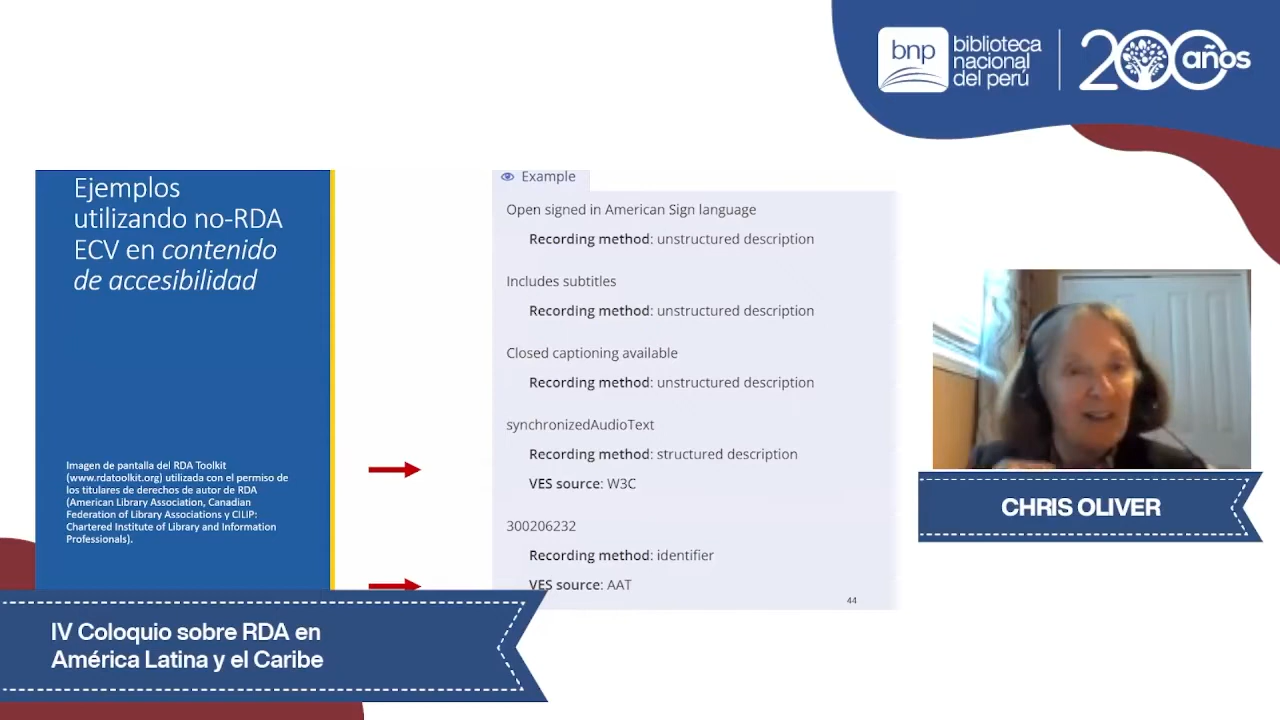 bnp
biblioteca
nacional
del perú
200 años
Ejemplos
utilizando no-RDA
ECV en contenido
de accesibilidad
Imagen de pantalla del RDA Toolkit
(www.rdatoolkit.org) utilizada con el permiso de
los titulares de derechos de autor de RDA
(American Library Association, Canadian
Federation of Library Associations y CILIP:
Chartered Institute of Library and Information
Professionals).
Example
Open signed in American Sign language
Recording method: unstructured description
Includes subtitles
Recording method: unstructured description
Closed captioning available
Recording method: unstructured description
synchronizedAudioText
Recording method: structured description
VES source: W3C
300206232
Recording method: identifier
VES source: AAT
44
CHRIS OLIVER
IV Coloquio sobre RDA en
América Latina y el Caribe